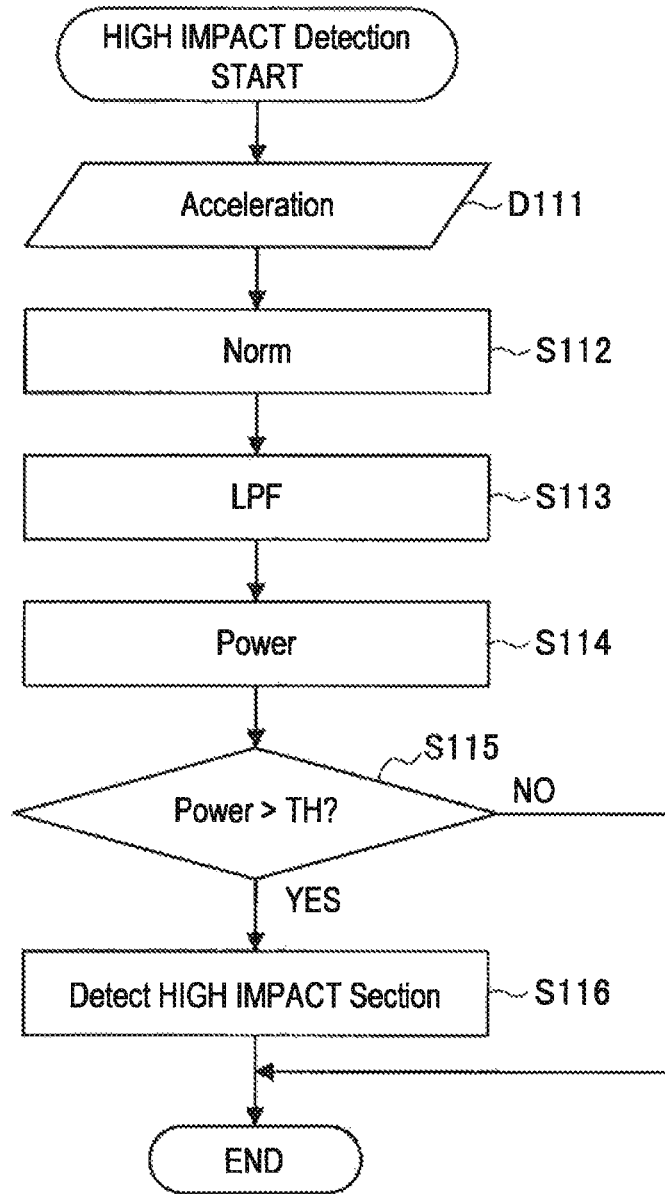 HIGH IMPACT Detection
START
Acceleration
D111
Norm
S112
LPF
S113
Power
S114
S115
Power > TH?
NO
YES
Detect HIGH IMPACT Section
S116
END